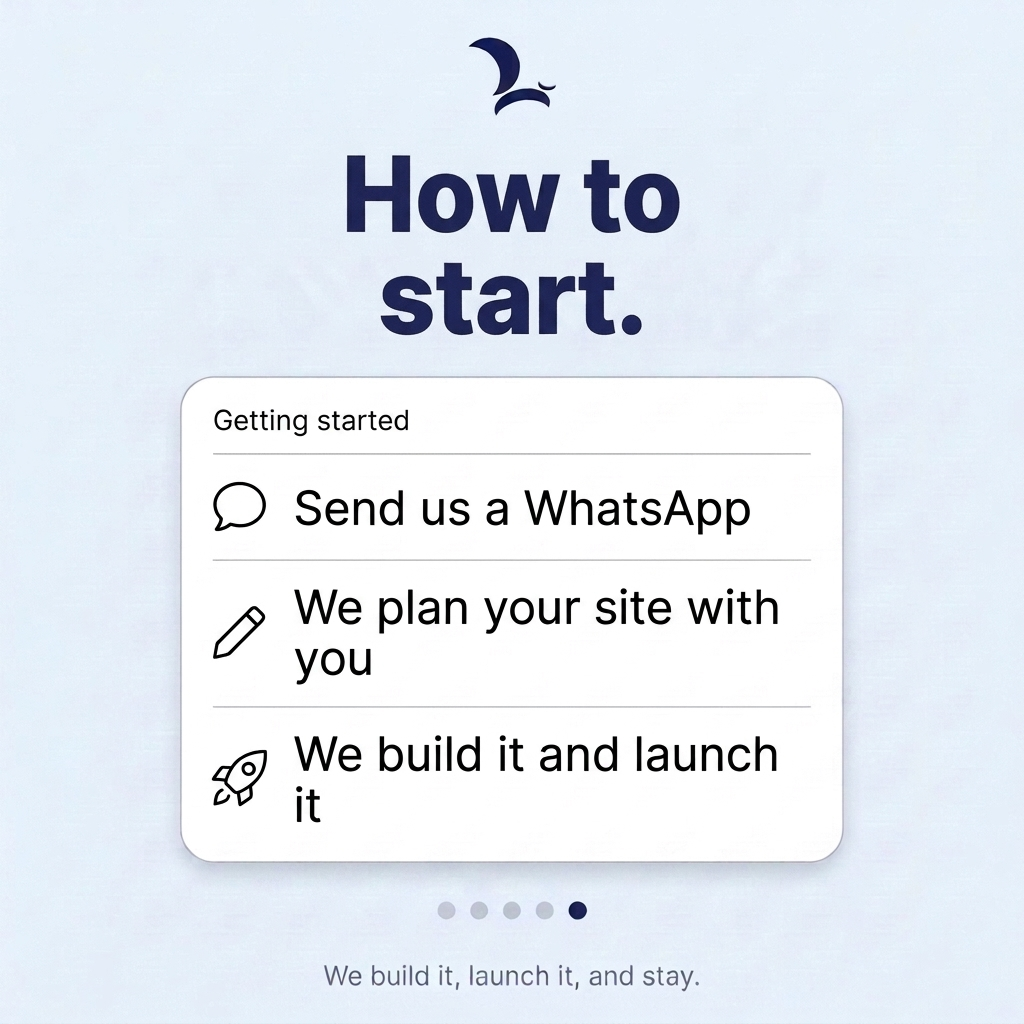 How to
start.
Getting started
Send us a WhatsApp
We plan your site with
you
We build it and launch
it
We build it, launch it, and stay.